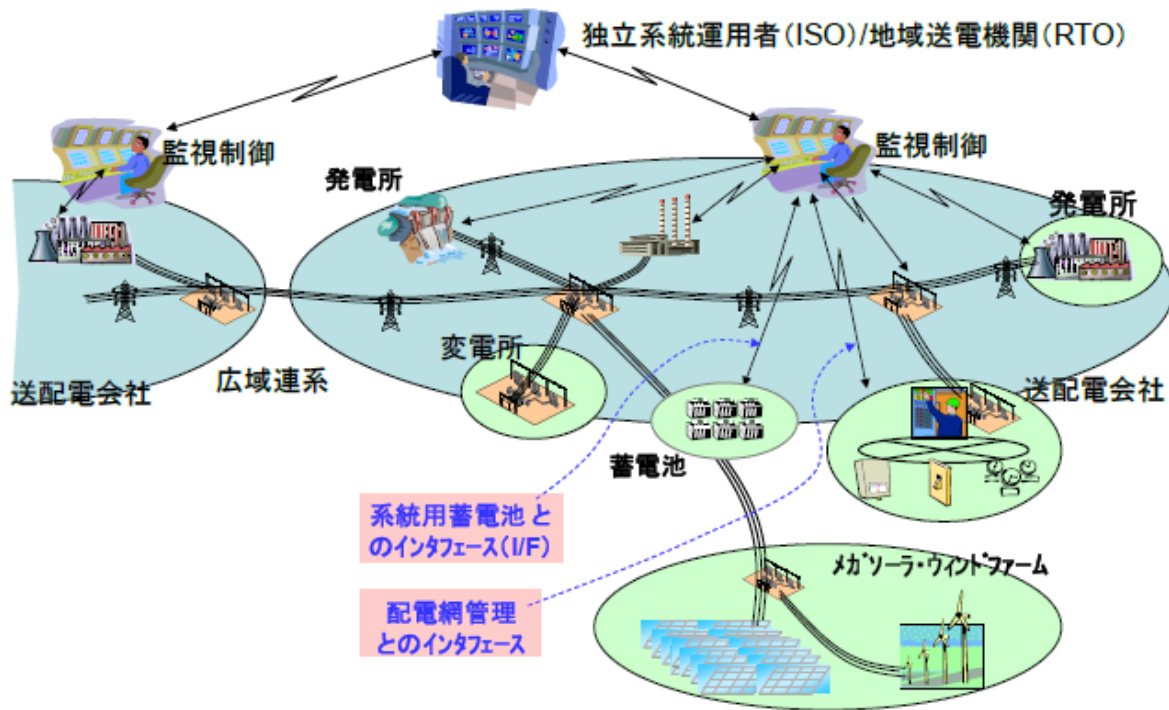 独立系統運用者(ISO)/地域送電機関(RTO)
監視制御
監視制御
発電所
発電所
変電所
送配電会社
広域連系
送配電会社
蓄電池
系統用蓄電池と
のインタフェース(I/F)
メガソーラ・ウィンドファーム
配電網管理
とのインタフェース